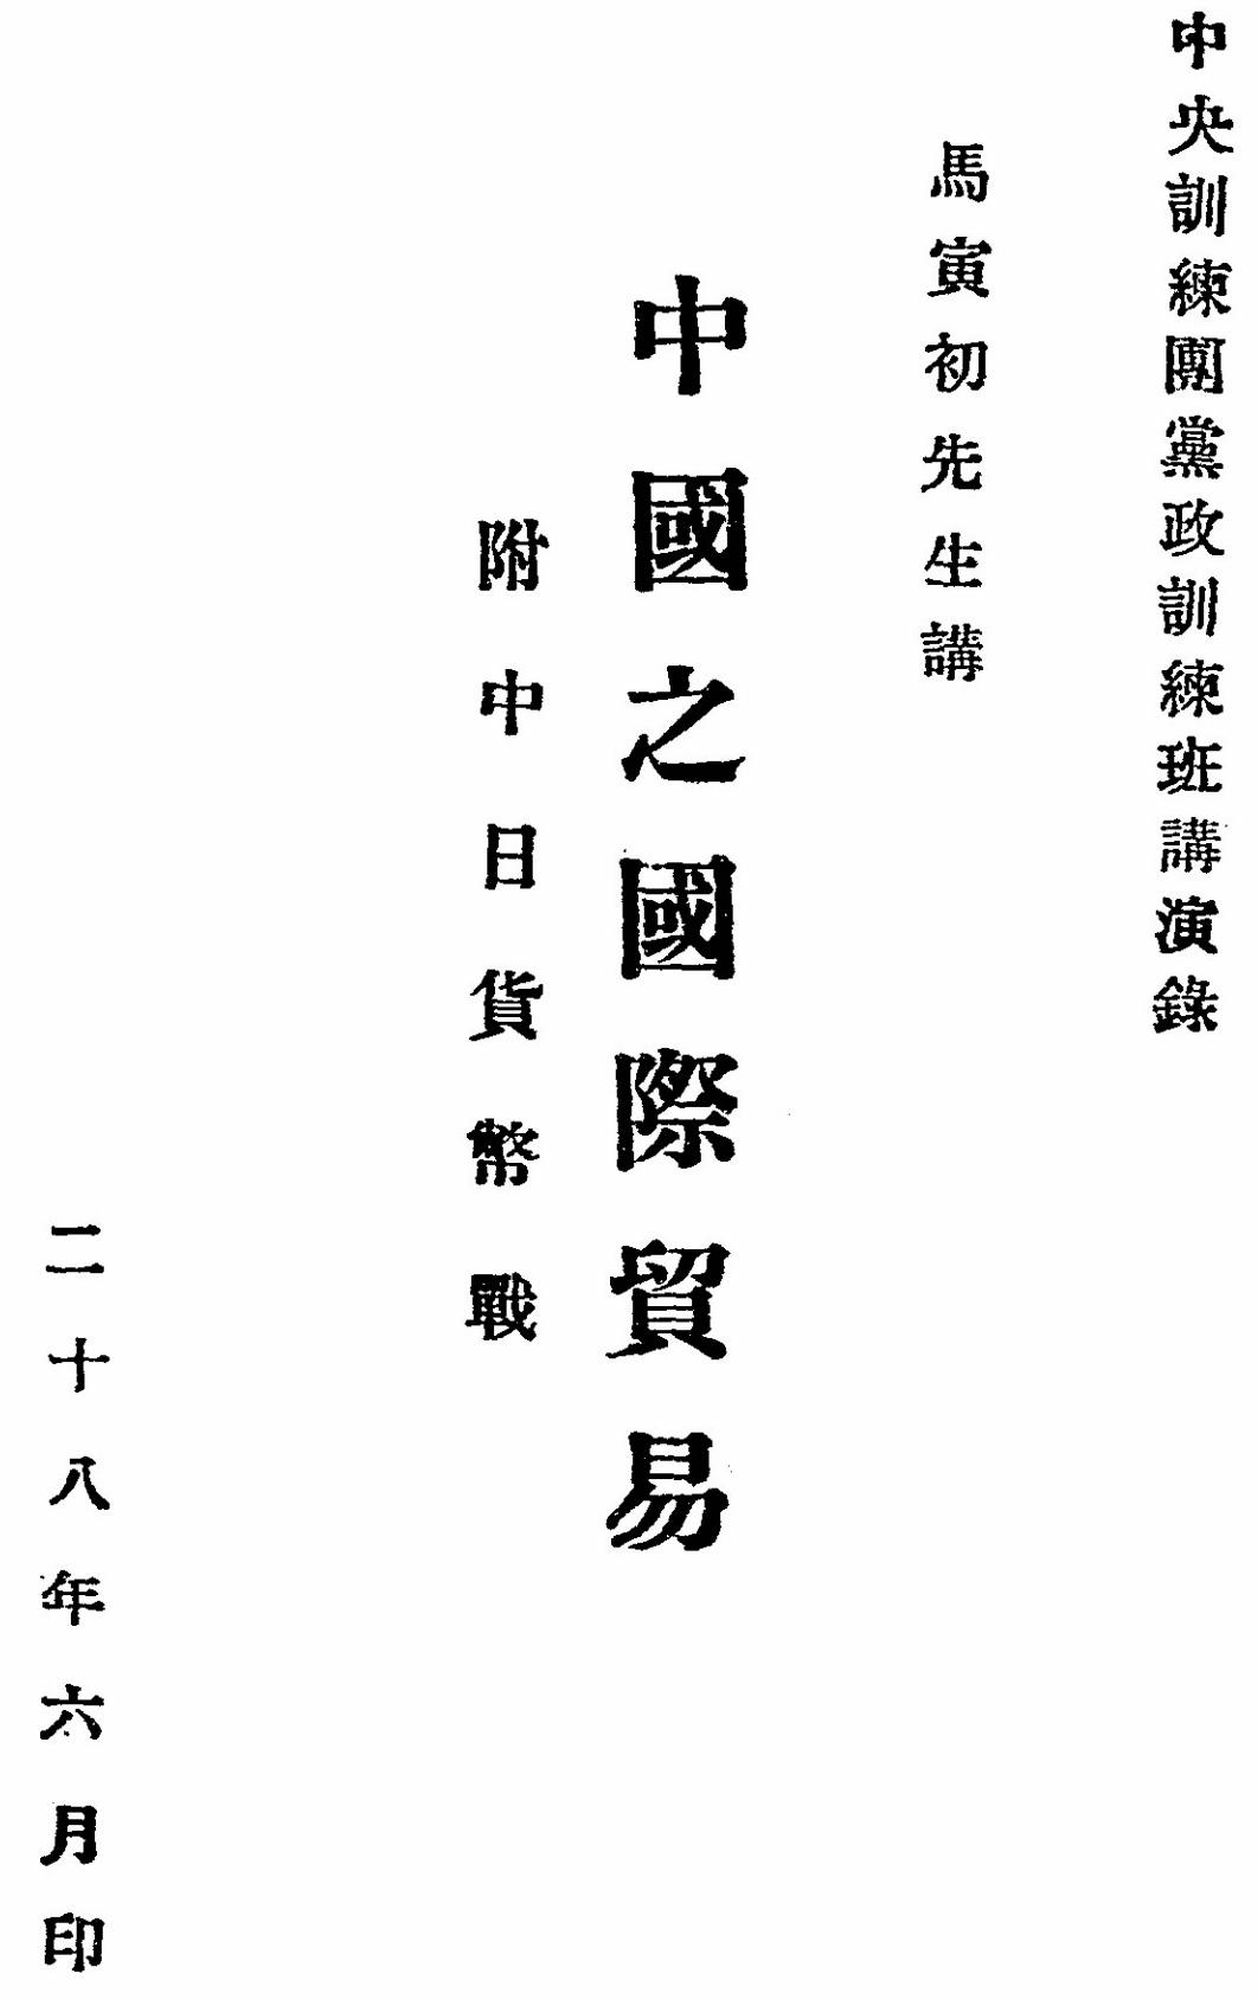 中央訓練團黨政訓練班講演錄
馬寅初先生講
中國之國際貿易
附中日貨幣戰
二十八年六月印